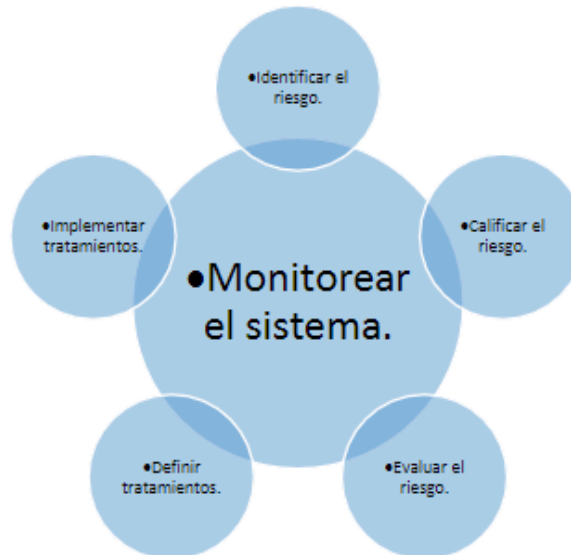 •Identificar el
riesgo.
•Implementar
tratamientos.
•Calificar el
riesgo.
•Monitorear
el sistema.
•Definir
tratamientos.
•Evaluar el
riesgo.